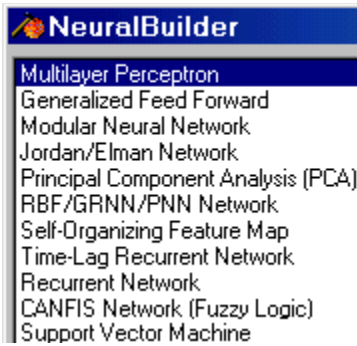 NeuralBuilder
Multilayer Perceptron
Generalized Feed Forward
Modular Neural Network
Jordan/Elman Network
Principal Component Analysis (PCA)
RBF/GRNN/PNN Network
Self-Organizing Feature Map
Time-Lag Recurrent Network
Recurrent Network
CANFIS Network (Fuzzy Logic)
Support Vector Machine